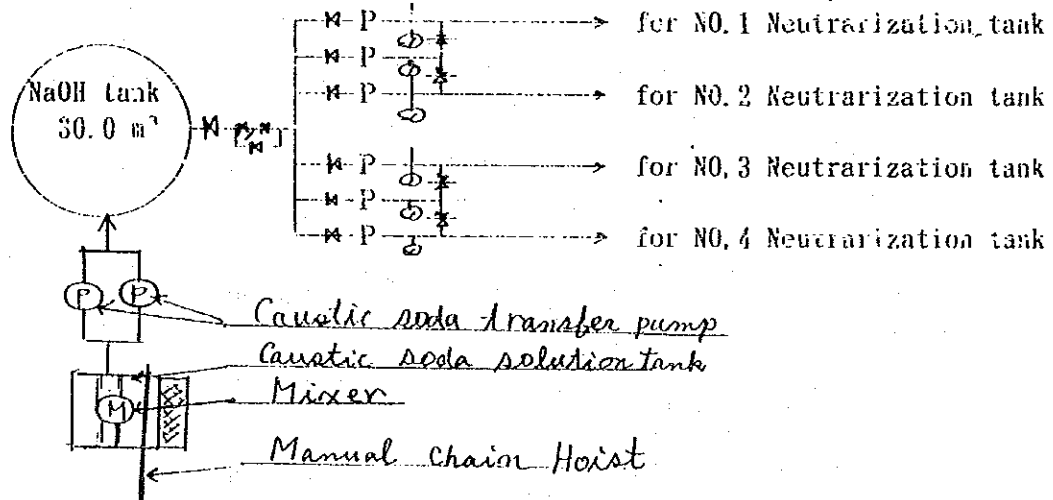 P for NO. 1 Neutrarization tank
P
NaOH tank
30.0 m³
P for NO. 2 Neutrarization tank
P for NO. 3 Neutrarization tank
P
P for NO. 4 Neutrarization tank
P P
Caustic soda transfer pump
Caustic soda solution tank
M Mixer
Manual Chain Hoist